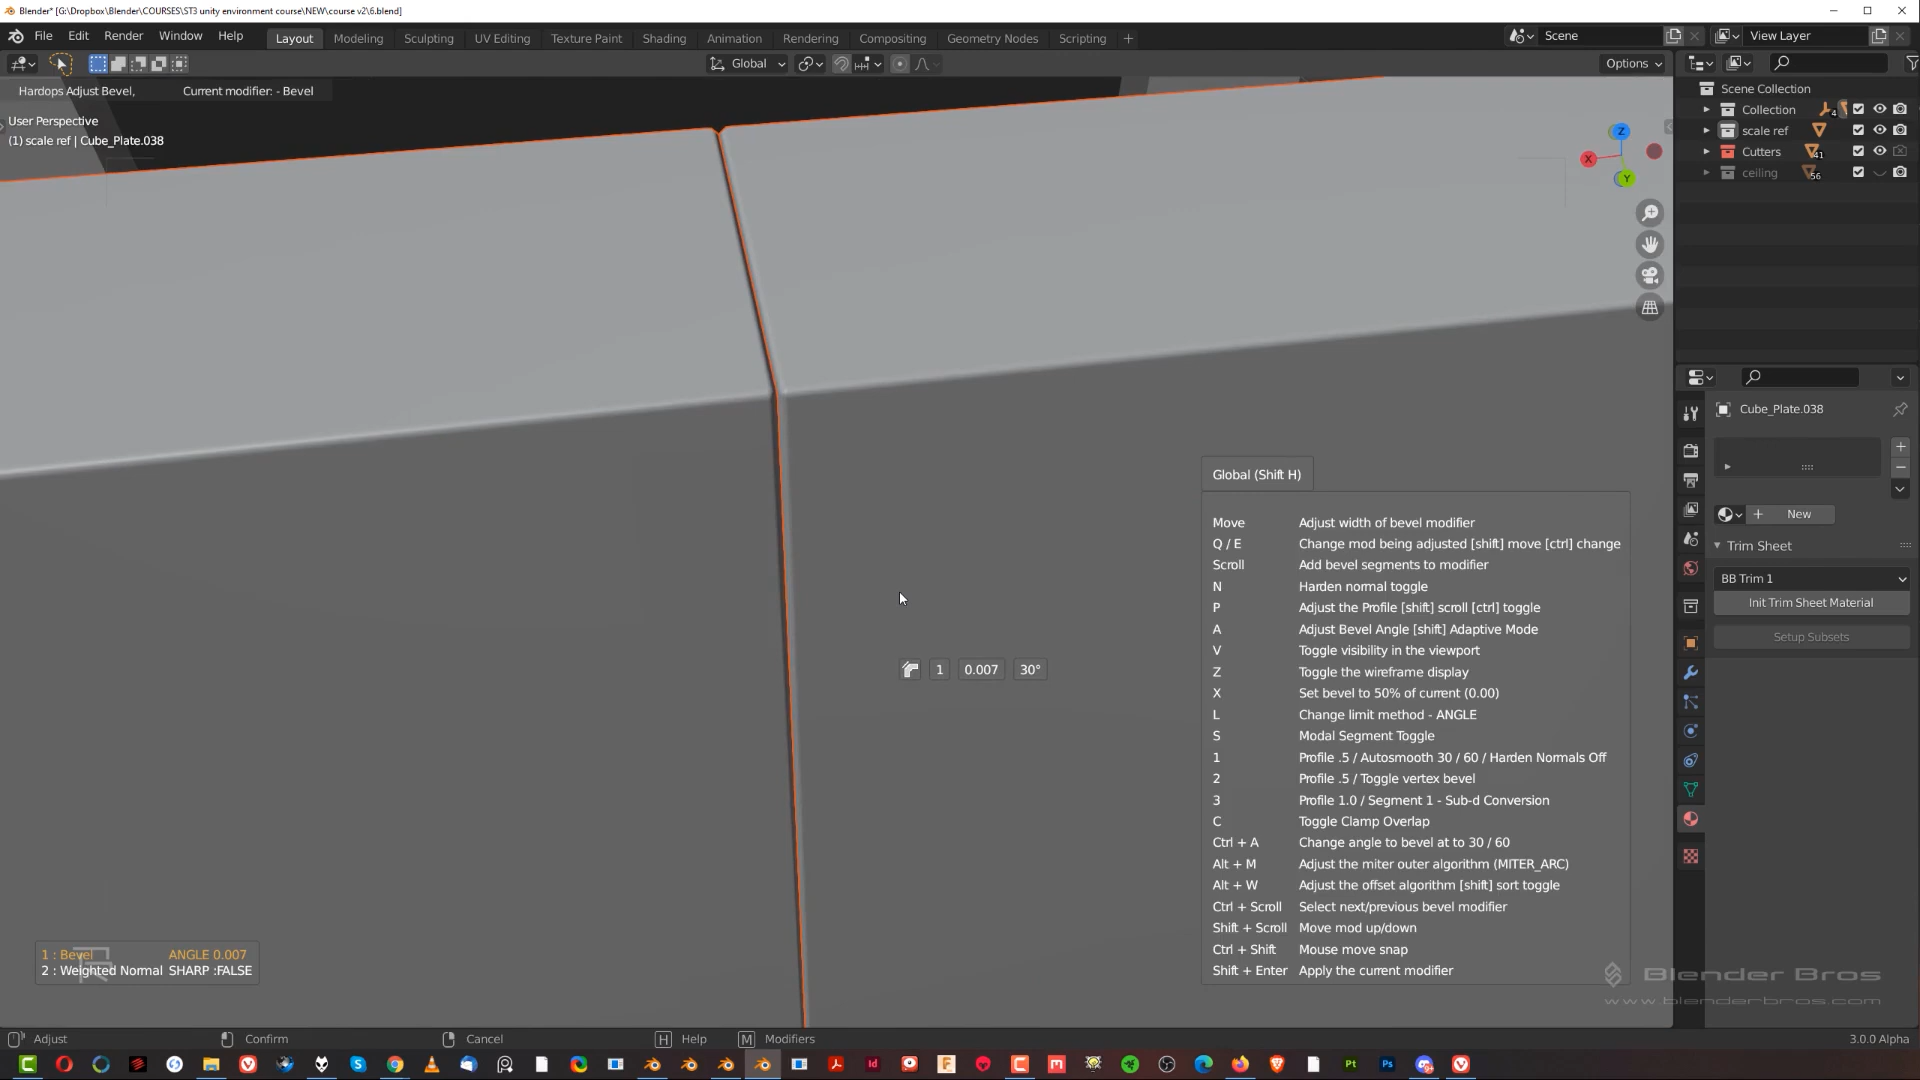 Blender* [G:\Dropbox\Blender\COURSES\ST3 unity environment course\NEW\course v2\6.blend]
File Edit Render Window Help Layout Modeling Sculpting UV Editing Texture Paint Shading Animation Rendering Compositing Geometry Nodes Scripting + Scene View Layer
Global Options
Hardops Adjust Bevel, Current modifier: - Bevel
User Perspective
(1) scale ref | Cube_Plate.038
Z
X
Y
Scene Collection
Collection 4
scale ref
Cutters 41
ceiling 56
Cube_Plate.038
+ New
Trim Sheet
BB Trim 1
Init Trim Sheet Material
Setup Subsets
1 0.007 30°
Global (Shift H)
Move Adjust width of bevel modifier
Q / E Change mod being adjusted [shift] move [ctrl] change
Scroll Add bevel segments to modifier
N Harden normal toggle
P Adjust the Profile [shift] scroll [ctrl] toggle
A Adjust Bevel Angle [shift] Adaptive Mode
V Toggle visibility in the viewport
Z Toggle the wireframe display
X Set bevel to 50% of current (0.00)
L Change limit method - ANGLE
S Modal Segment Toggle
1 Profile .5 / Autosmooth 30 / 60 / Harden Normals Off
2 Profile .5 / Toggle vertex bevel
3 Profile 1.0 / Segment 1 - Sub-d Conversion
C Toggle Clamp Overlap
Ctrl + A Change angle to bevel at to 30 / 60
Alt + M Adjust the miter outer algorithm (MITER_ARC)
Alt + W Adjust the offset algorithm [shift] sort toggle
Ctrl + Scroll Select next/previous bevel modifier
Shift + Scroll Move mod up/down
Ctrl + Shift Mouse move snap
Shift + Enter Apply the current modifier
1 : Bevel ANGLE 0.007
2 : Weighted Normal SHARP :FALSE
Blender Bros
www.blenderbros.com
Adjust Confirm Cancel H Help M Modifiers 3.0.0 Alpha
Id F M Pt Ps